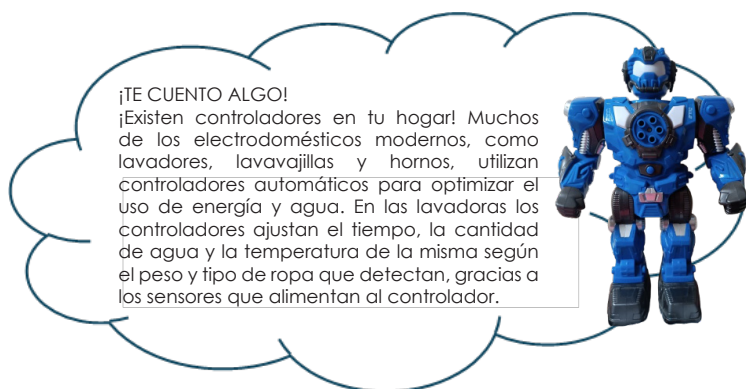 ¡TE CUENTO ALGO!
¡Existen controladores en tu hogar! Muchos
de los electrodomésticos modernos, como
lavadores, lavavajillas y hornos, utilizan
controladores automáticos para optimizar el
uso de energía y agua. En las lavadoras los
controladores ajustan el tiempo, la cantidad
de agua y la temperatura de la misma según
el peso y tipo de ropa que detectan, gracias a
los sensores que alimentan al controlador.